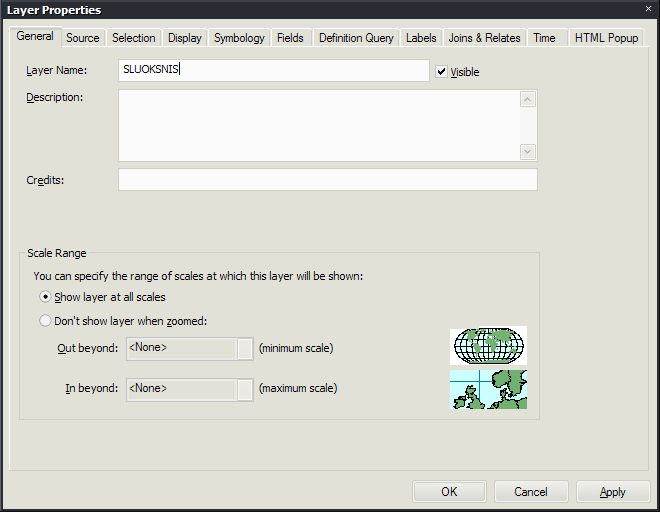 Layer Properties
General Source Selection Display Symbology Fields Definition Query Labels Joins & Relates Time HTML Popup
Layer Name: SLUOKSNIS Visible
Description:
Credits:
Scale Range
You can specify the range of scales at which this layer will be shown:
Show layer at all scales
Don't show layer when zoomed:
Out beyond: <None> (minimum scale)
In beyond: <None> (maximum scale)
OK Cancel Apply